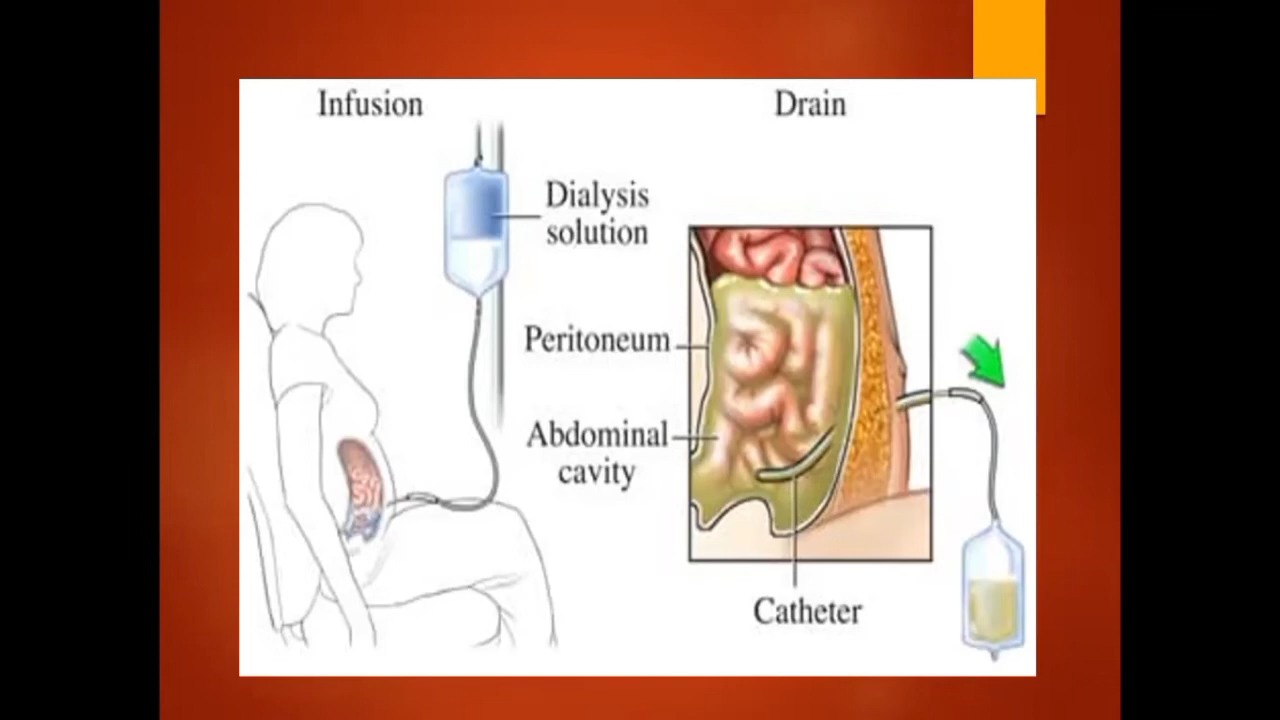 Infusion
Drain
Dialysis
solution
Peritoneum
Abdominal
cavity
Catheter